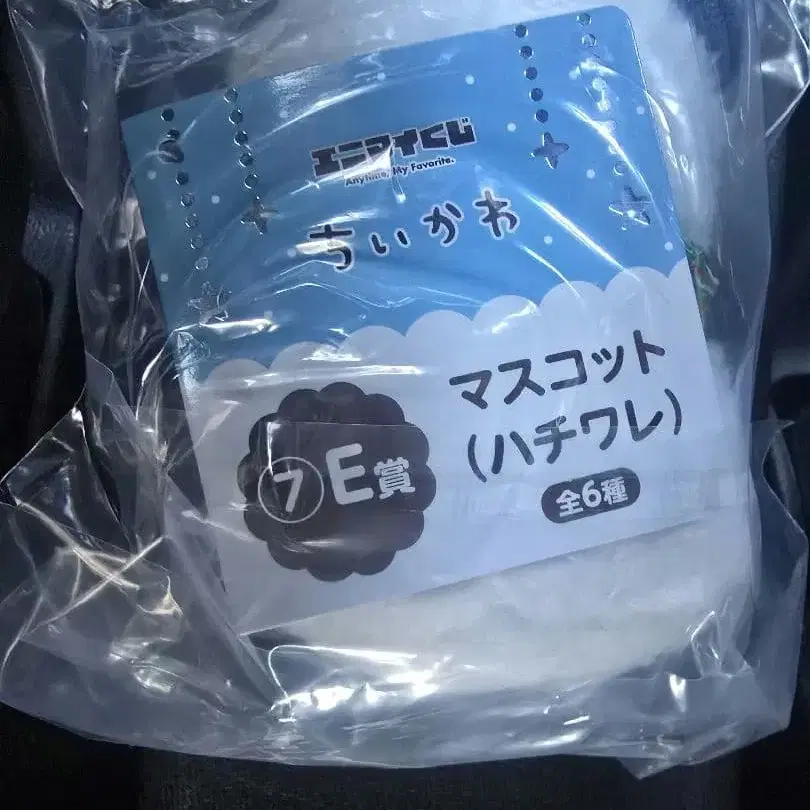 エニマイくじ
Anytime, My Favorite.
ちいかわ
マスコット
(ハチワレ)
7 E賞
全6種